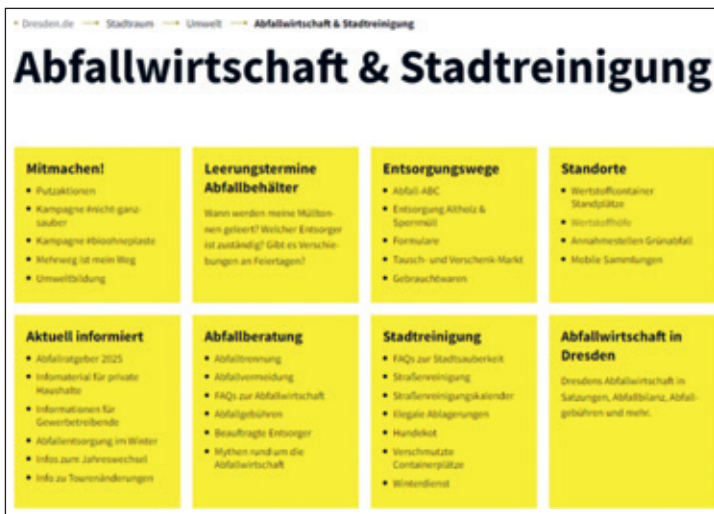 Dresden.de → Stadtraum → Umwelt → Abfallwirtschaft & Stadtreinigung
Abfallwirtschaft & Stadtreinigung
Mitmachen!
• Putzaktionen
• Kampagne #nicht-ganz-
sauber
• Kampagne #bioohneplaste
• Mehrweg ist mein Weg
• Umweltbildung
Leerungstermine
Abfallbehälter
Wann werden meine Müllton-
nen geleert? Welcher Entsorger
ist zuständig? Gibt es Verschie-
bungen an Feiertagen?
Entsorgungswege
• Abfall-ABC
• Entsorgung Altholz &
Sperrmüll
• Formulare
• Tausch- und Verschenk-Markt
• Gebrauchtwaren
Standorte
• Wertstoffcontainer
Standplätze
• Wertstoffhöfe
• Annahmestellen Grünabfall
• Mobile Sammlungen
Aktuell informiert
• Abfallratgeber 2025
• Infomaterial für private
Haushalte
• Informationen für
Gewerbetreibende
• Abfallentsorgung im Winter
• Infos zum Jahreswechsel
• Info zu Tourenänderungen
Abfallberatung
• Abfalltrennung
• Abfallvermeidung
• FAQs zur Abfallwirtschaft
• Abfallgebühren
• Beauftragte Entsorger
• Mythen rund um die
Abfallwirtschaft
Stadtreinigung
• FAQs zur Stadtsauberkeit
• Straßenreinigung
• Straßenreinigungskalender
• Illegale Ablagerungen
• Hundekot
• Verschmutzte
Containerplätze
• Winterdienst
Abfallwirtschaft in
Dresden
Dresdens Abfallwirtschaft in
Satzungen, Abfallbilanz, Abfall-
gebühren und mehr.